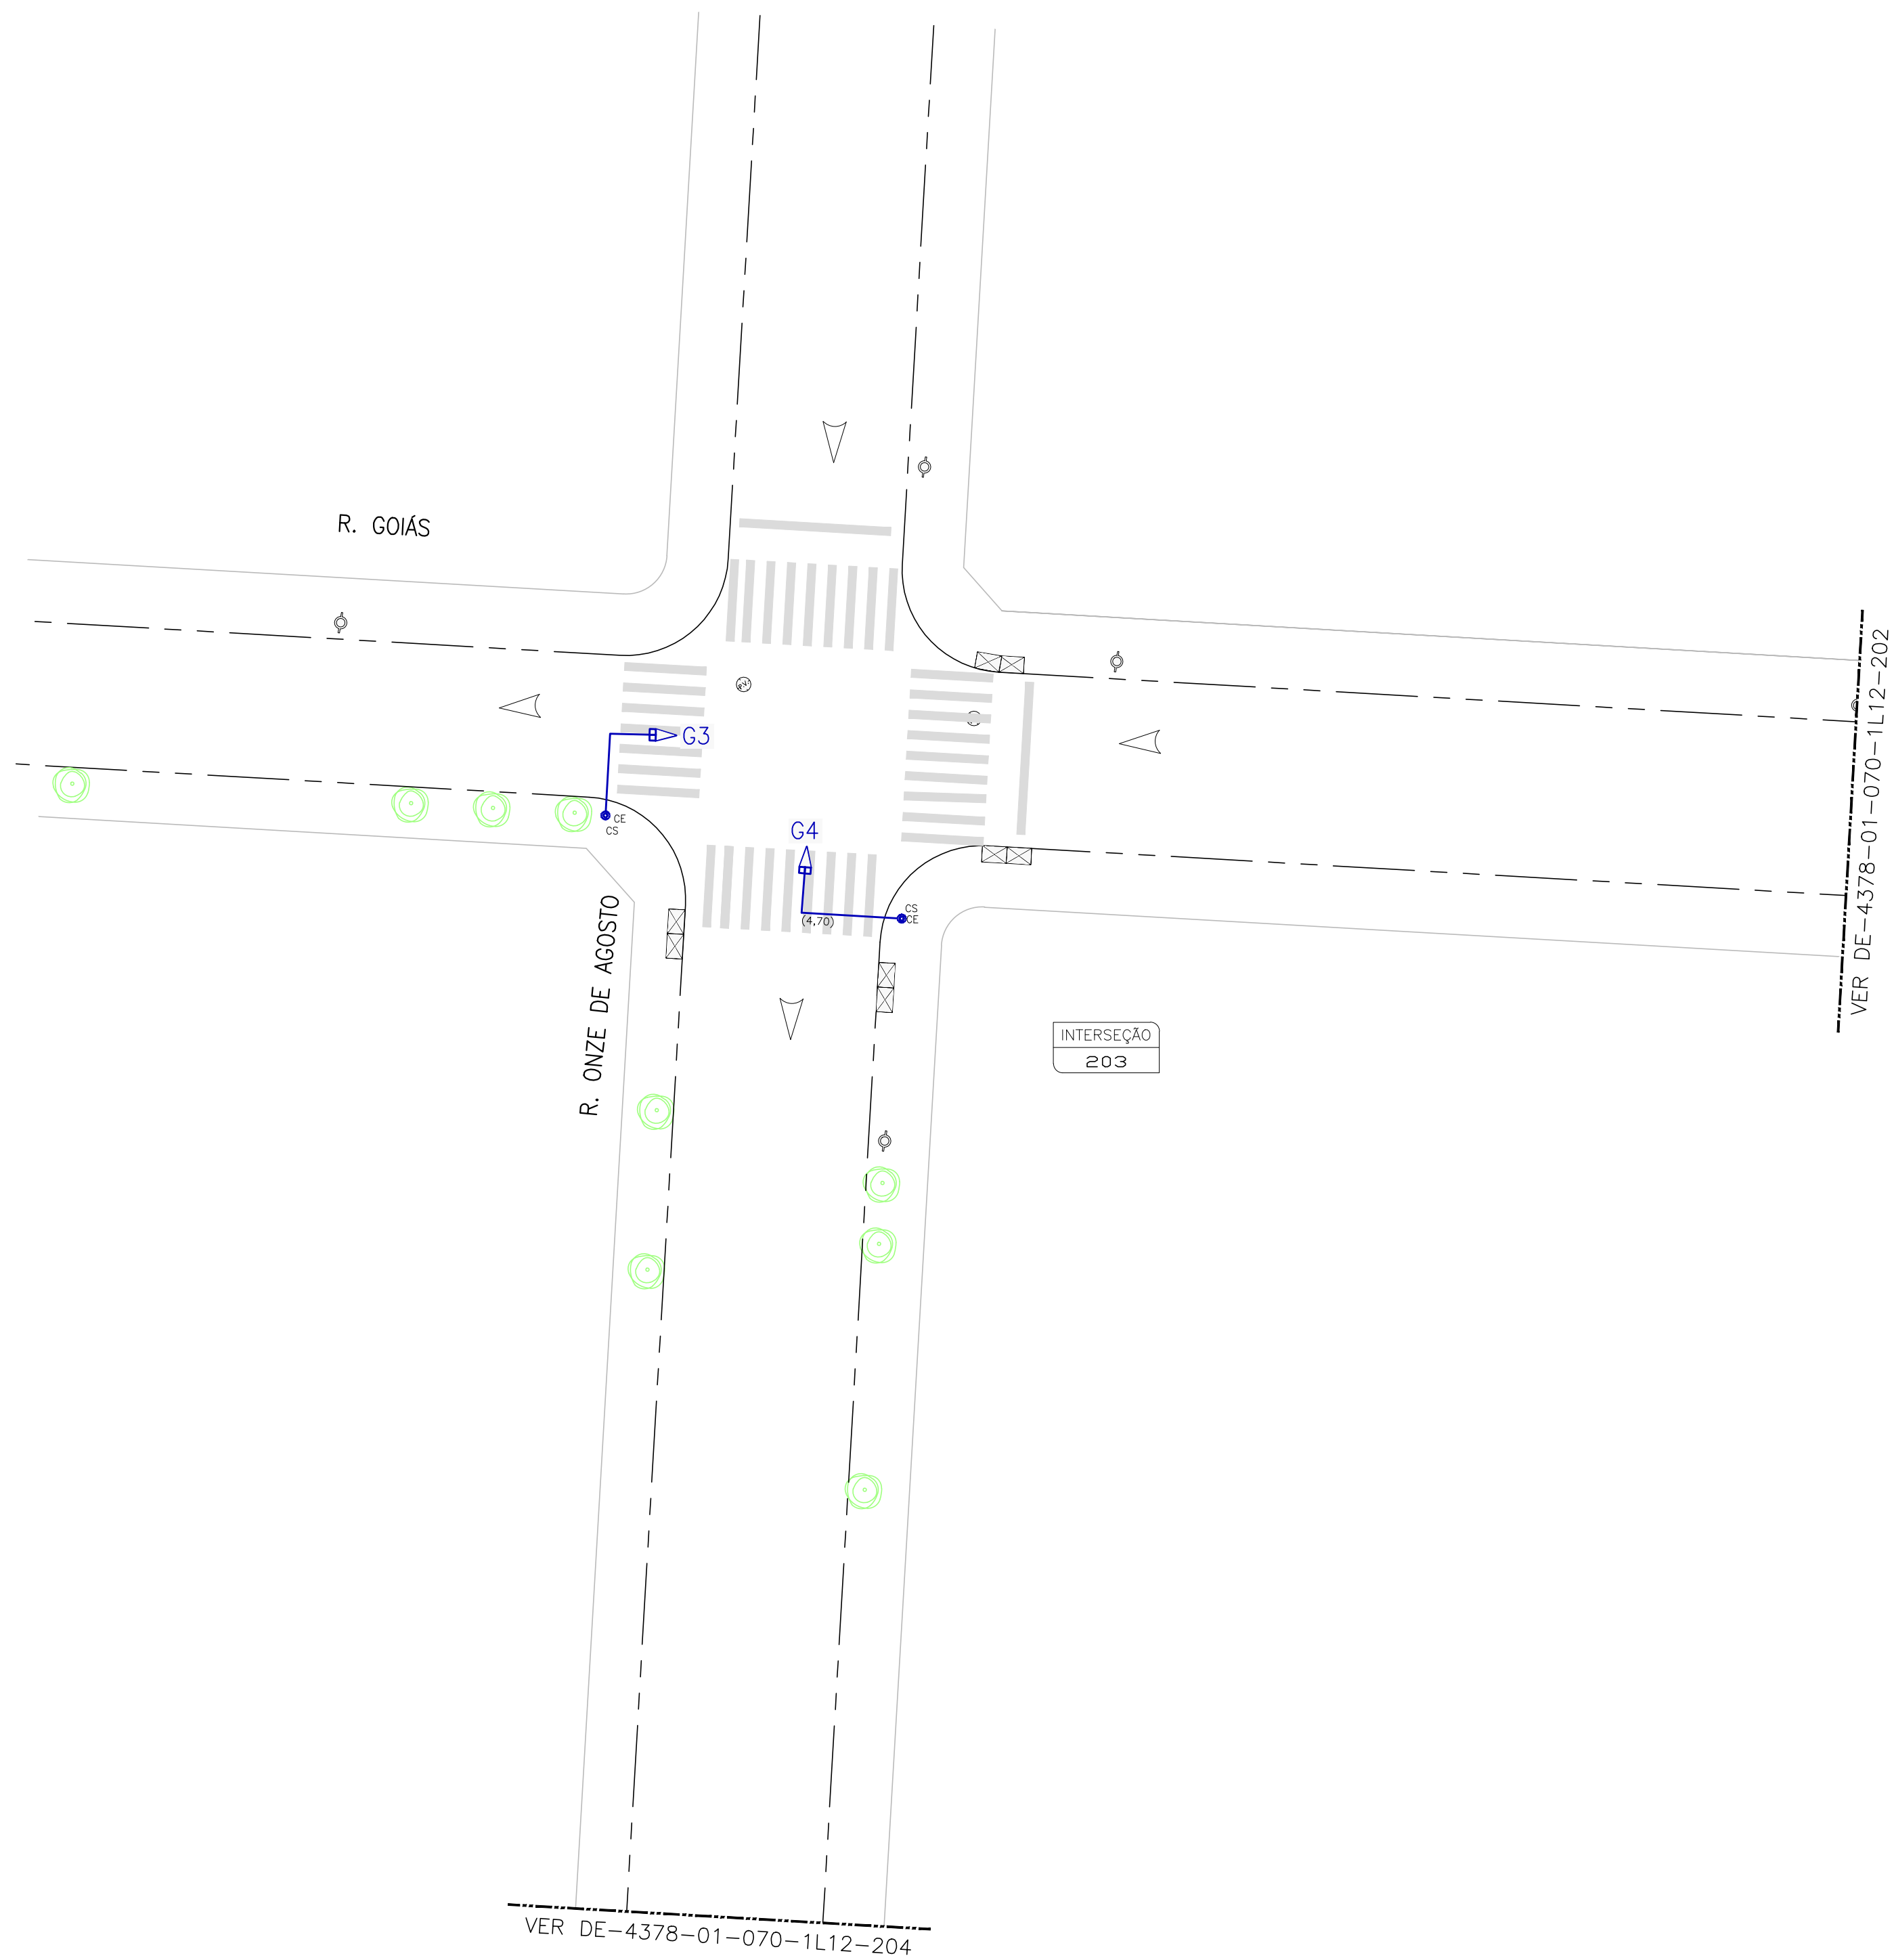 R. GOIÁS
P.V.
G3
CE
CS
G4
CS
CE
(4,70)
R. ONZE DE AGOSTO
INTERSEÇÃO
203
VER DE-4378-01-070-1L12-202
VER DE-4378-01-070-1L12-204